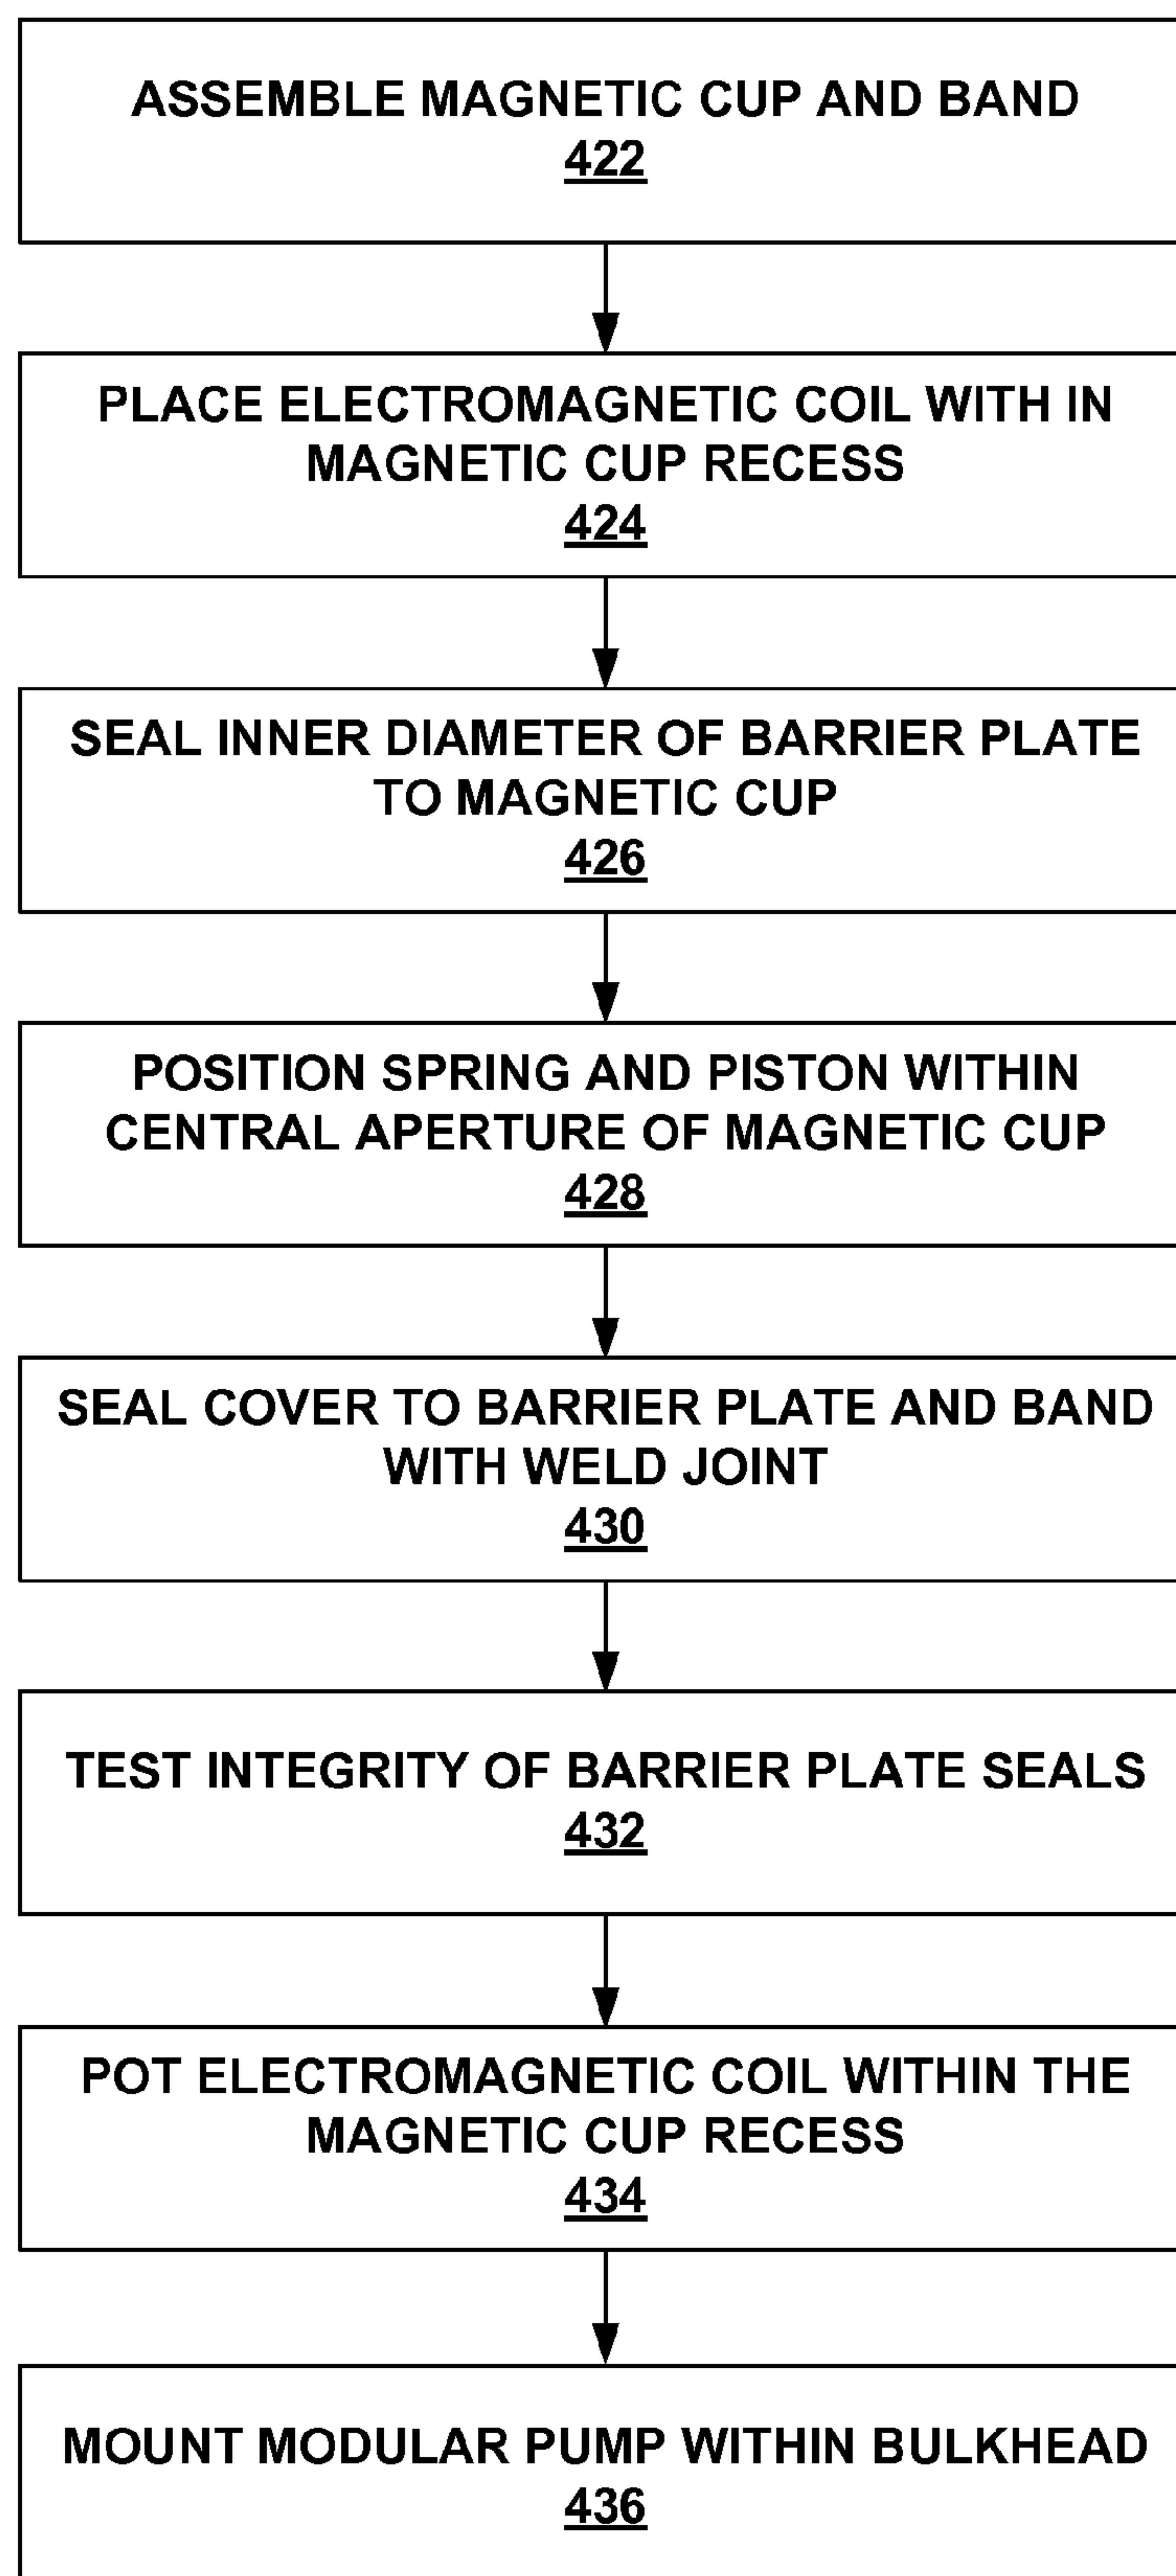 ASSEMBLE MAGNETIC CUP AND BAND
422
PLACE ELECTROMAGNETIC COIL WITH IN
MAGNETIC CUP RECESS
424
SEAL INNER DIAMETER OF BARRIER PLATE
TO MAGNETIC CUP
426
POSITION SPRING AND PISTON WITHIN
CENTRAL APERTURE OF MAGNETIC CUP
428
SEAL COVER TO BARRIER PLATE AND BAND
WITH WELD JOINT
430
TEST INTEGRITY OF BARRIER PLATE SEALS
432
POT ELECTROMAGNETIC COIL WITHIN THE
MAGNETIC CUP RECESS
434
MOUNT MODULAR PUMP WITHIN BULKHEAD
436